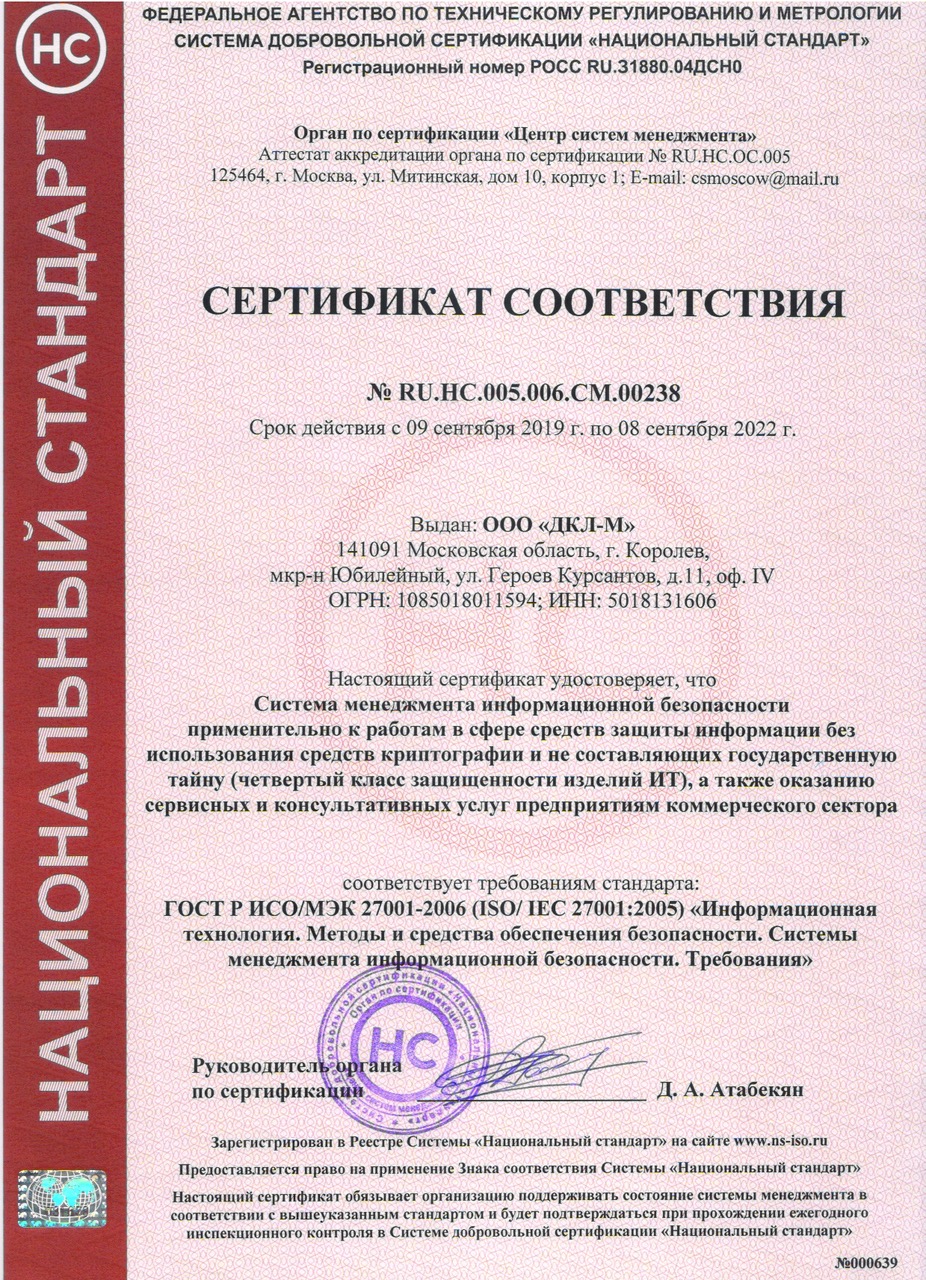 ФЕДЕРАЛЬНОЕ АГЕНТСТВО ПО ТЕХНИЧЕСКОМУ РЕГУЛИРОВАНИЮ И МЕТРОЛОГИИ
СИСТЕМА ДОБРОВОЛЬНОЙ СЕРТИФИКАЦИИ «НАЦИОНАЛЬНЫЙ СТАНДАРТ»
Регистрационный номер РОСС RU.31880.04ДСН0
НС
НАЦИОНАЛЬНЫЙ СТАНДАРТ
Орган по сертификации «Центр систем менеджмента»
Аттестат аккредитации органа по сертификации № RU.НС.ОС.005
125464, г. Москва, ул. Митинская, дом 10, корпус 1; E-mail: csmoscow@mail.ru
СЕРТИФИКАТ СООТВЕТСТВИЯ
№ RU.НС.005.006.СМ.00238
Срок действия с 09 сентября 2019 г. по 08 сентября 2022 г.
Выдан: ООО «ДКЛ-М»
141091 Московская область, г. Королев,
мкр-н Юбилейный, ул. Героев Курсантов, д.11, оф. IV
ОГРН: 1085018011594; ИНН: 5018131606
Настоящий сертификат удостоверяет, что
Система менеджмента информационной безопасности
применительно к работам в сфере средств защиты информации без
использования средств криптографии и не составляющих государственную
тайну (четвертый класс защищенности изделий ИТ), а также оказанию
сервисных и консультативных услуг предприятиям коммерческого сектора
соответствует требованиям стандарта:
ГОСТ Р ИСО/МЭК 27001-2006 (ISO/ IEC 27001:2005) «Информационная
технология. Методы и средства обеспечения безопасности. Системы
менеджмента информационной безопасности. Требования»
НС
Руководитель органа
по сертификации
Д. А. Атабекян
Зарегистрирован в Реестре Системы «Национальный стандарт» на сайте www.ns-iso.ru
Предоставляется право на применение Знака соответствия Системы «Национальный стандарт»
Настоящий сертификат обязывает организацию поддерживать состояние системы менеджмента в
соответствии с вышеуказанным стандартом и будет подтверждаться при прохождении ежегодного
инспекционного контроля в Системе добровольной сертификации «Национальный стандарт»
№000639